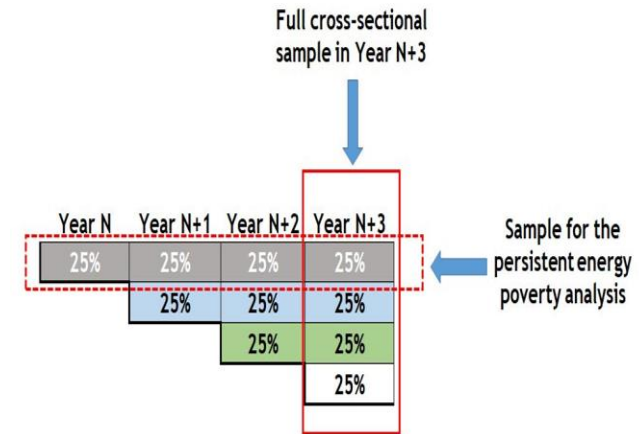 Full cross-sectional
sample in Year N+3
Year N Year N+1 Year N+2 Year N+3
25% 25% 25% 25%
25% 25% 25%
25% 25%
25%
Sample for the
persistent energy
poverty analysis